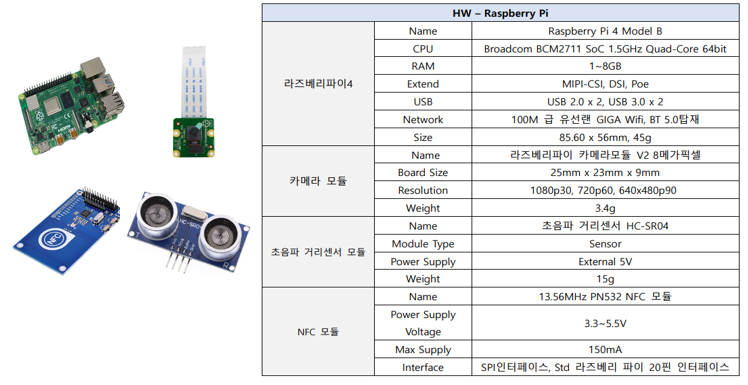 HW – Raspberry Pi
라즈베리파이4
Name Raspberry Pi 4 Model B
CPU Broadcom BCM2711 SoC 1.5GHz Quad-Core 64bit
RAM 1~8GB
Extend MIPI-CSI, DSI, Poe
USB USB 2.0 x 2, USB 3.0 x 2
Network 100M 급 유선랜 GIGA Wifi, BT 5.0탑재
Size 85.60 x 56mm, 45g
카메라 모듈
Name 라즈베리파이 카메라모듈 V2 8메가픽셀
Board Size 25mm x 23mm x 9mm
Resolution 1080p30, 720p60, 640x480p90
Weight 3.4g
초음파 거리센서 모듈
Name 초음파 거리센서 HC-SR04
Module Type Sensor
Power Supply External 5V
Weight 15g
NFC 모듈
Name 13.56MHz PN532 NFC 모듈
Power Supply
Voltage
3.3~5.5V
Max Supply 150mA
Interface SPI인터페이스, Std 라즈베리 파이 20핀 인터페이스
NFC
HC-SR04